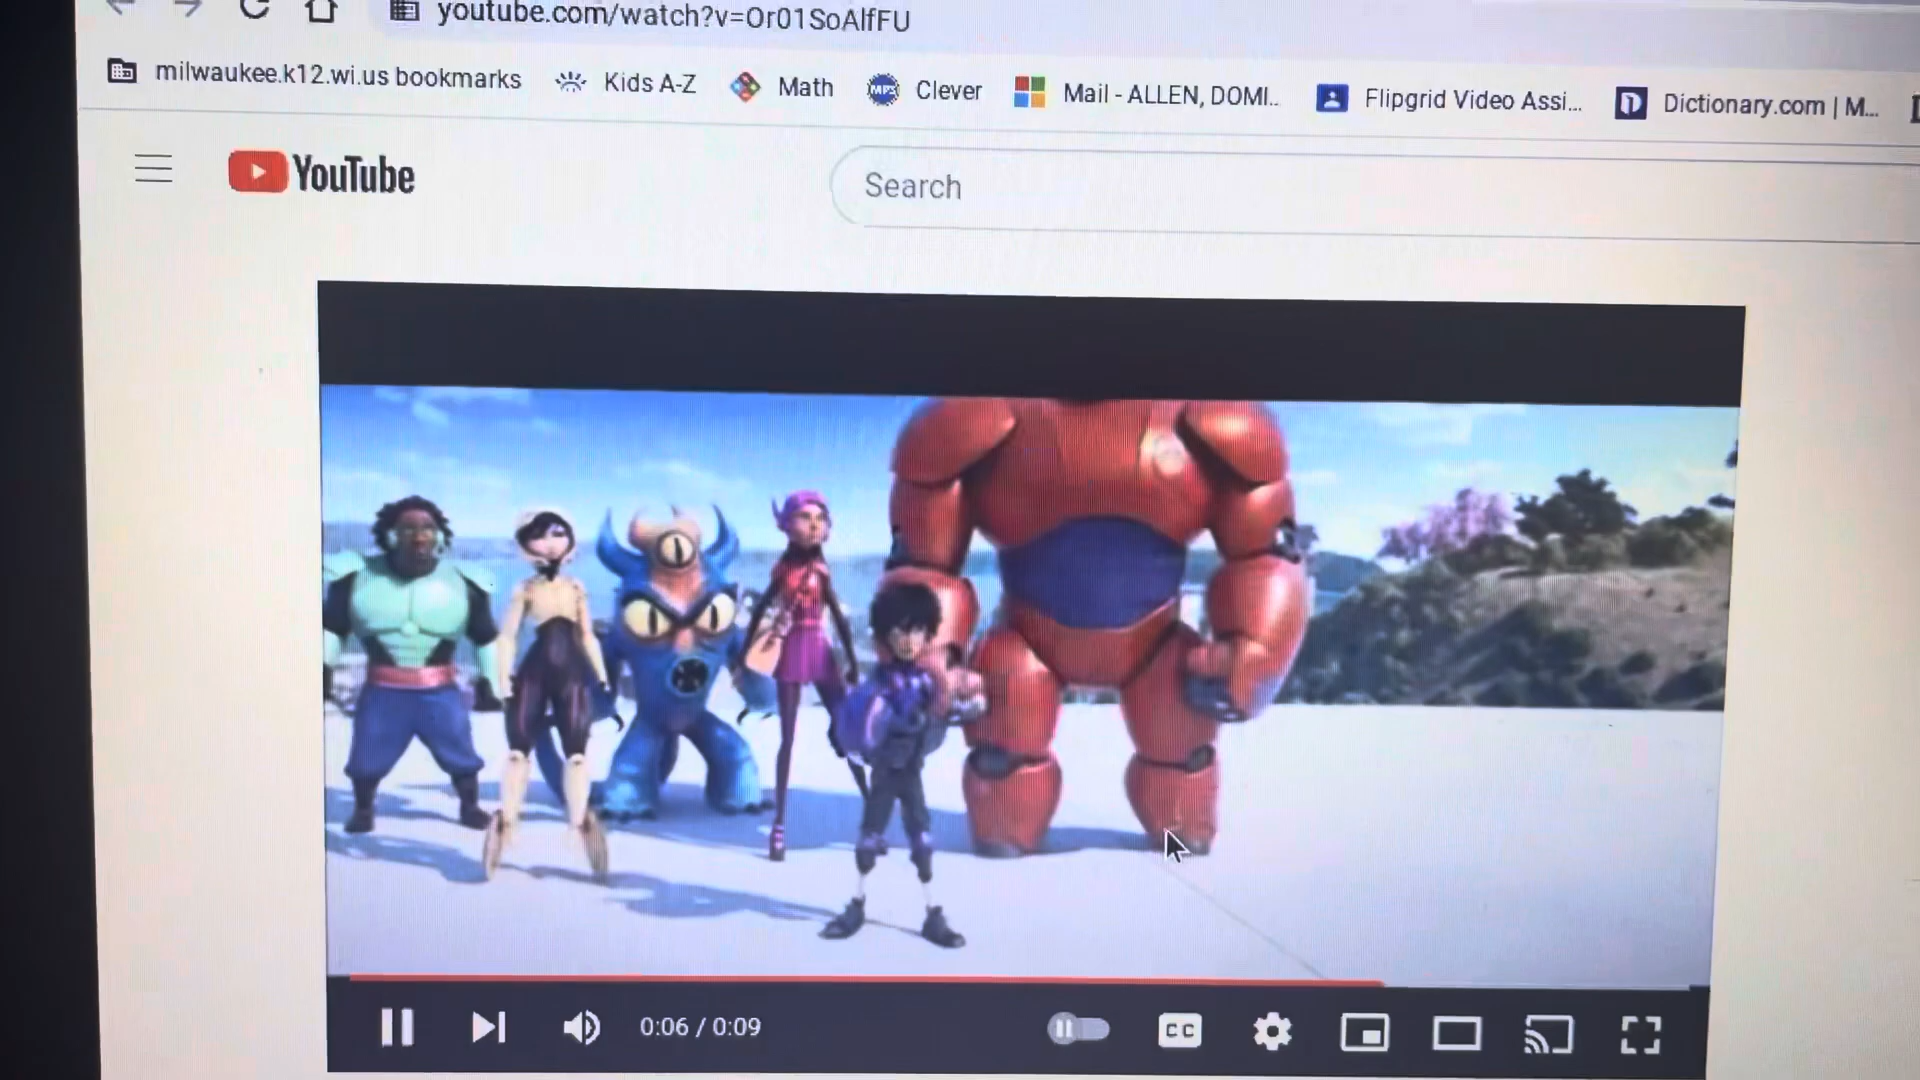 youtube.com/watch?v=Or01SoAlfFU
milwaukee.k12.wi.us bookmarks Kids A-Z Math MPS Clever Mail - ALLEN, DOMI... Flipgrid Video Assi... Dictionary.com | M...
YouTube Search
0:06 / 0:09 CC